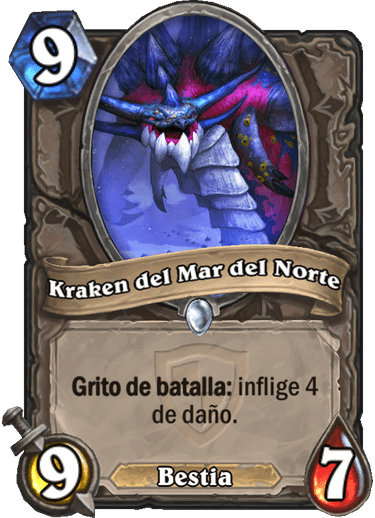 9
Kraken del Mar del Norte
Grito de batalla: inflige 4
de daño.
9
Bestia
7